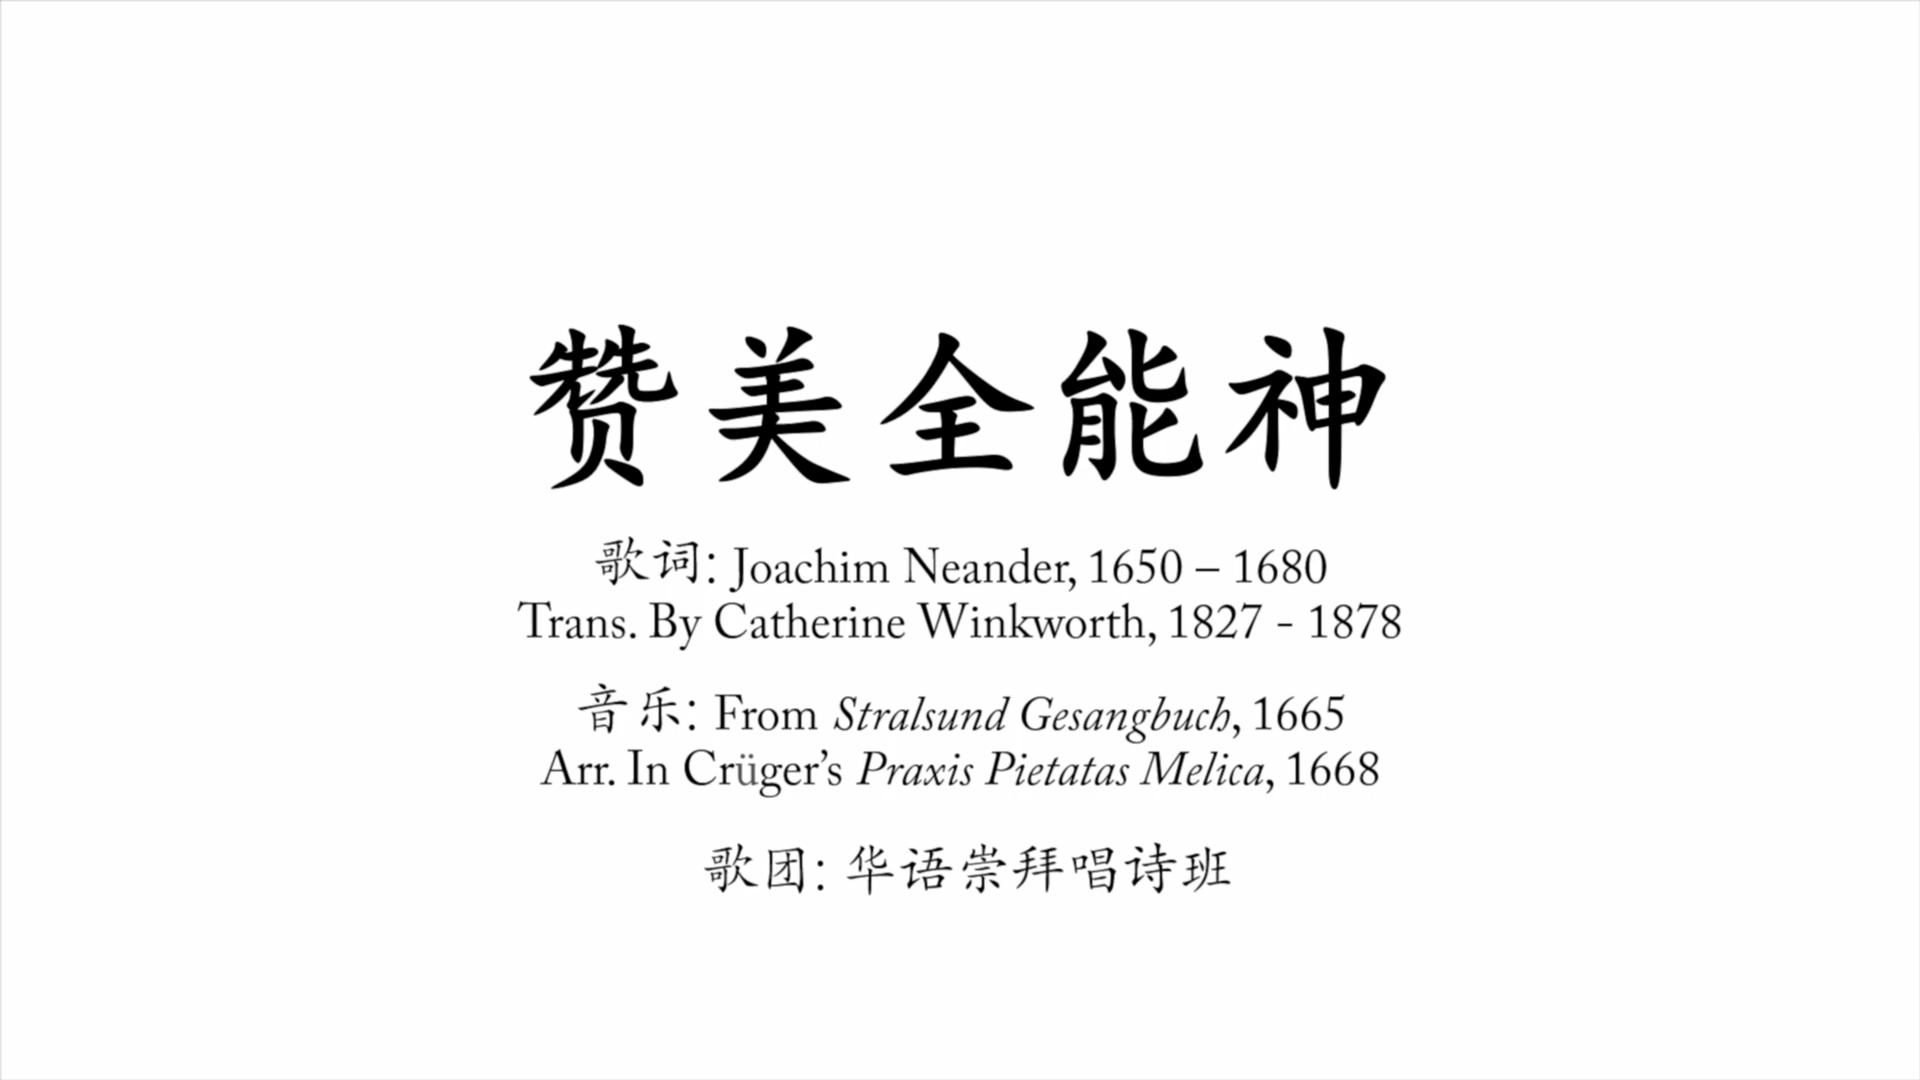 赞美全能神
歌词: Joachim Neander, 1650 – 1680
Trans. By Catherine Winkworth, 1827 - 1878
音乐: From Stralsund Gesangbuch, 1665
Arr. In Crüger’s Praxis Pietatas Melica, 1668
歌团: 华语崇拜唱诗班